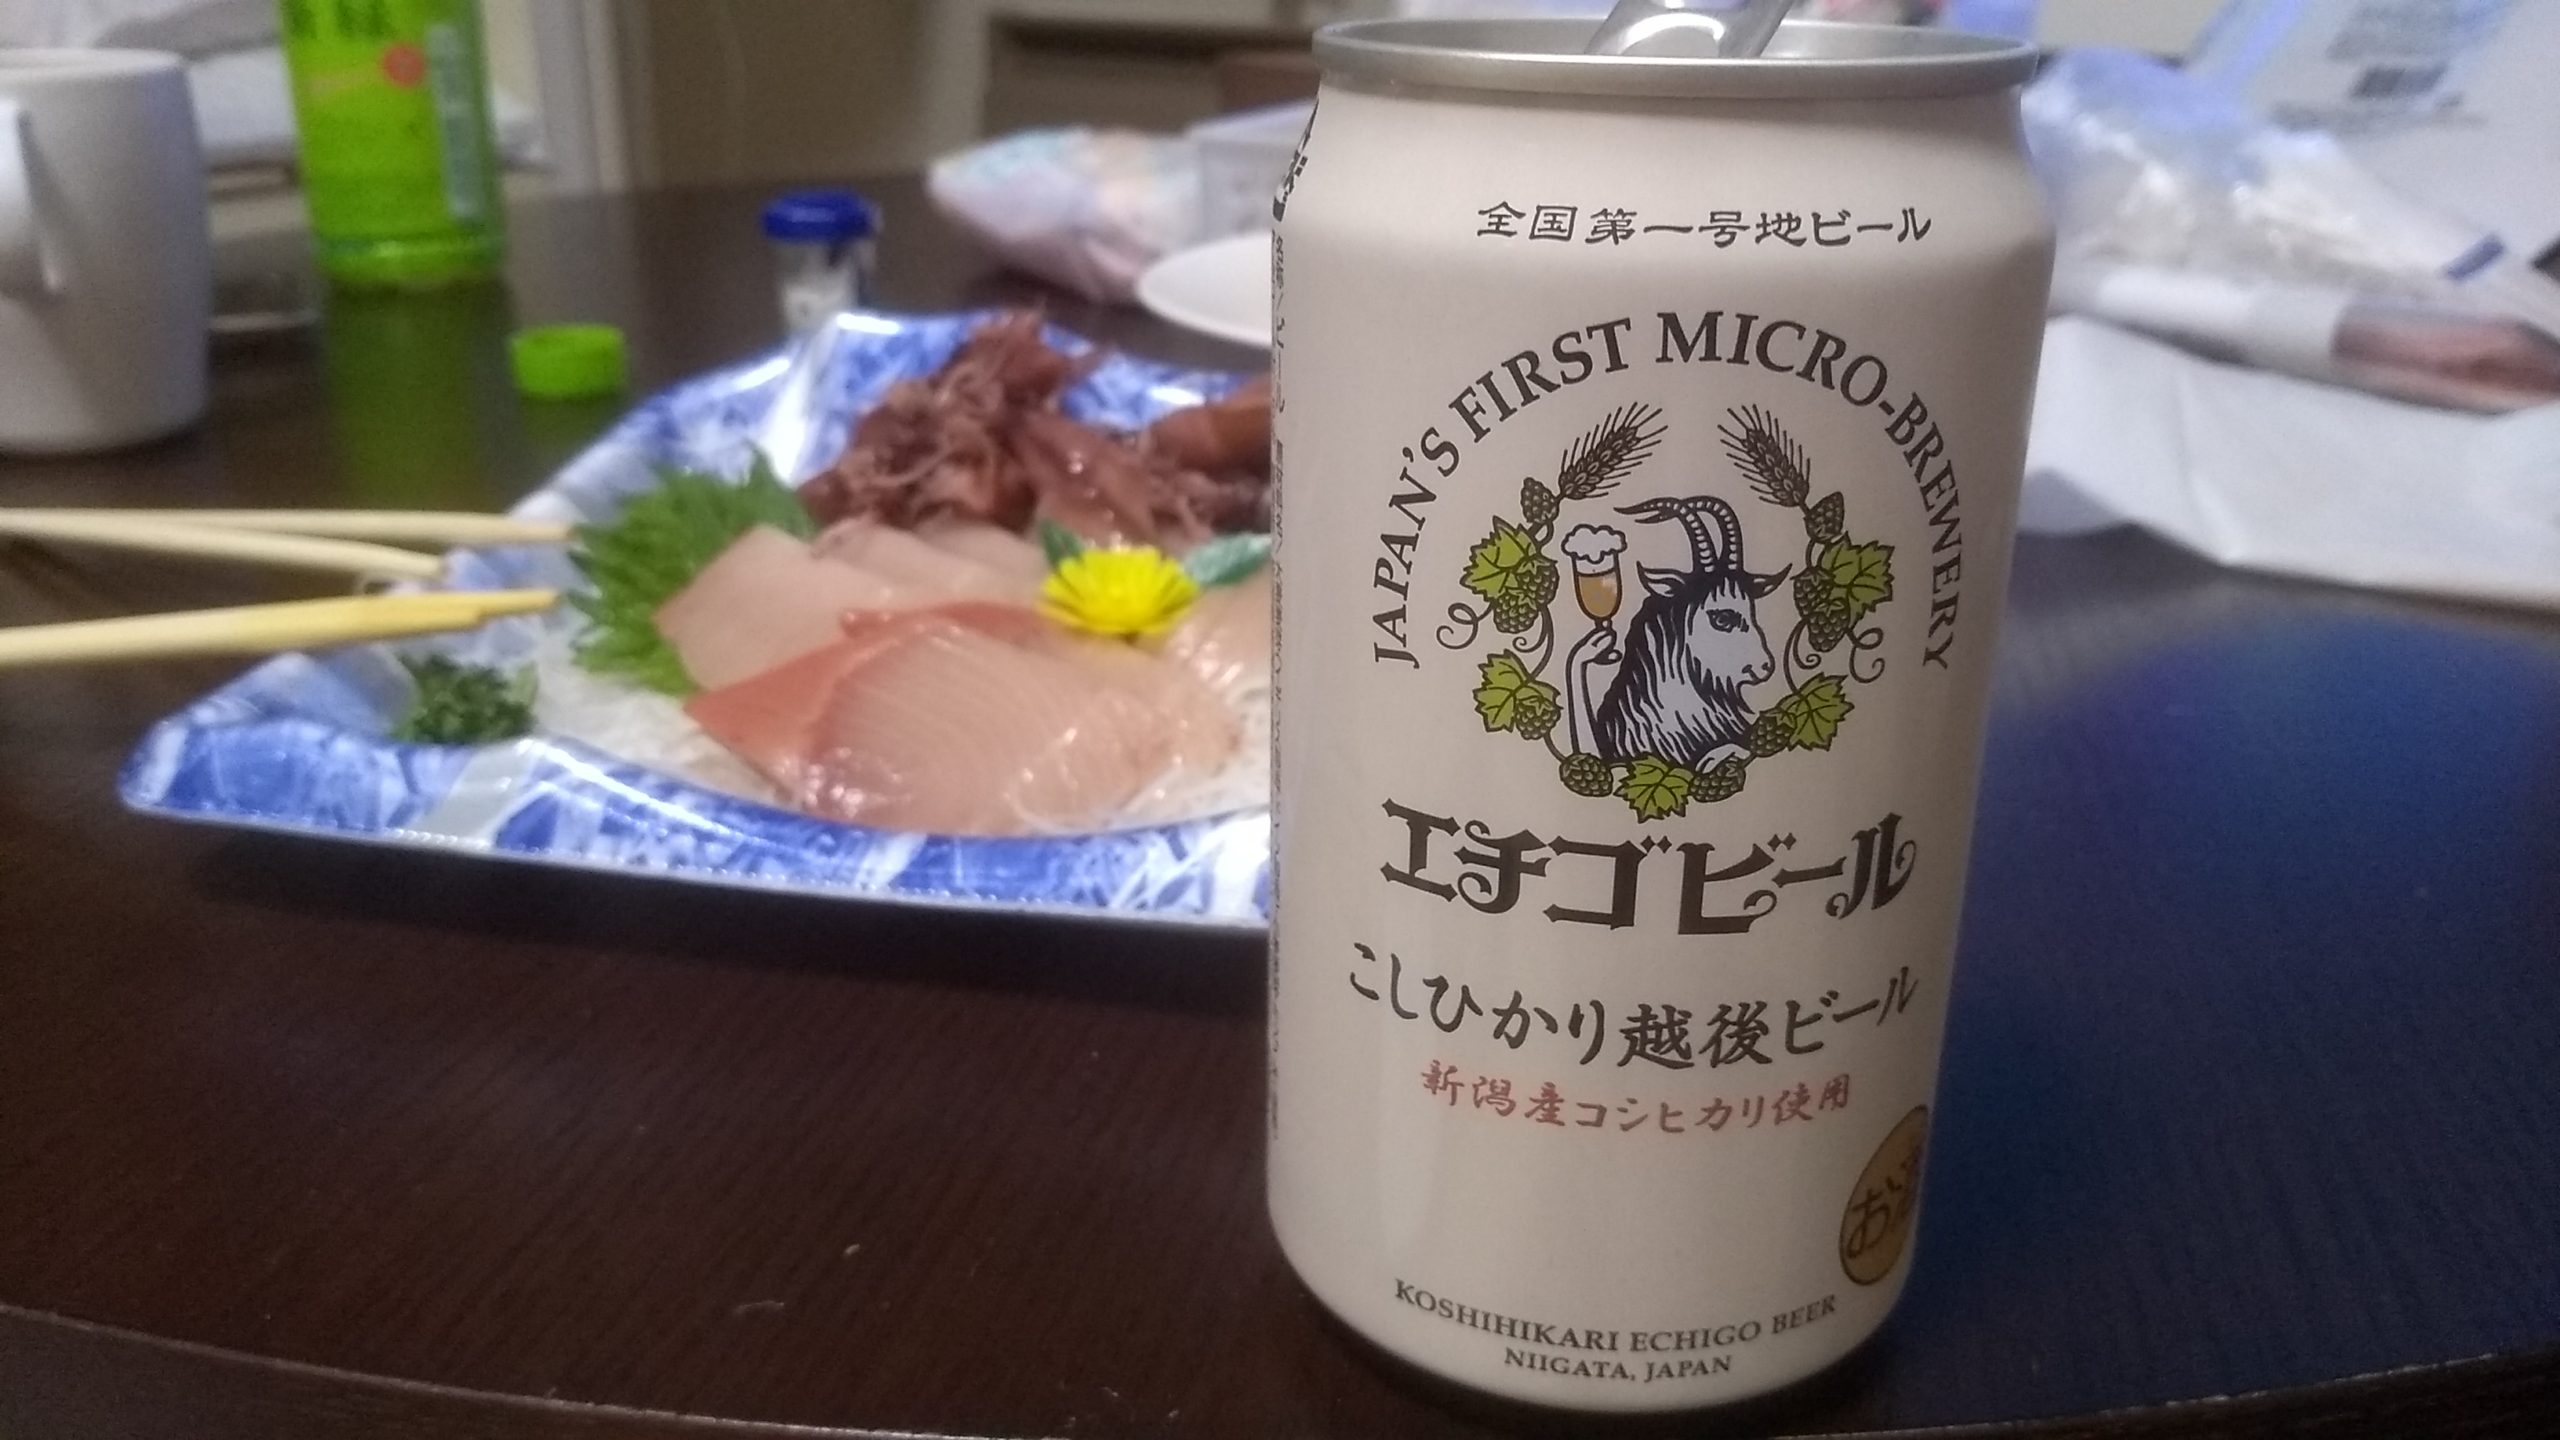 全国第一号地ビール
JAPAN'S FIRST MICRO-BREWERY
エチゴビール
こしひかり越後ビール
新潟産コシヒカリ使用
KOSHIHIKARI ECHIGO BEER
NIIGATA, JAPAN